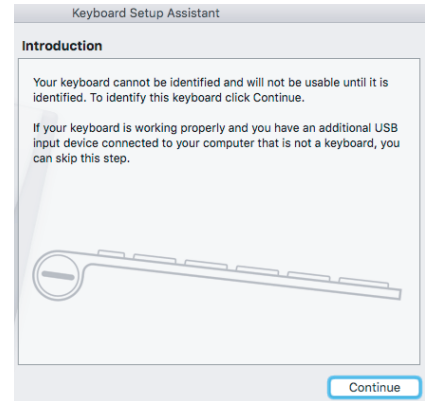 Keyboard Setup Assistant
Introduction
Your keyboard cannot be identified and will not be usable until it is
identified. To identify this keyboard click Continue.
If your keyboard is working properly and you have an additional USB
input device connected to your computer that is not a keyboard, you
can skip this step.
Continue